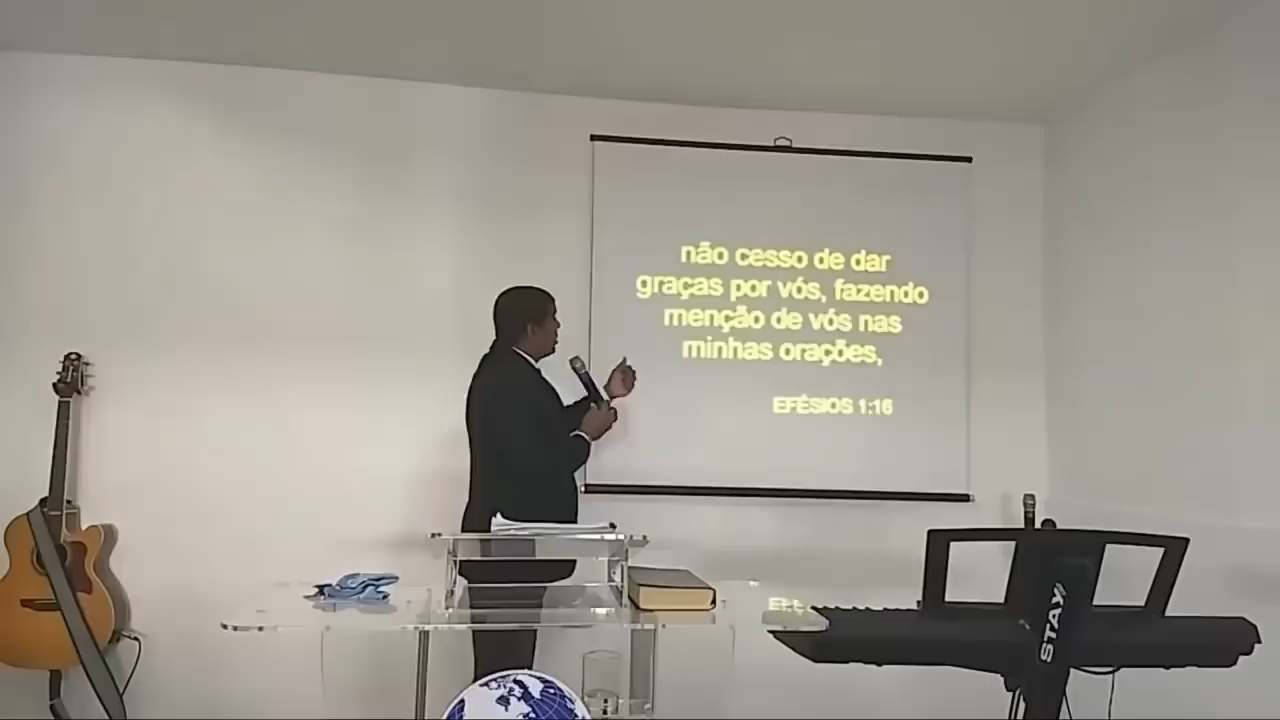 não cesso de dar
graças por vós, fazendo
menção de vós nas
minhas orações,
EFÉSIOS 1:16
STAY